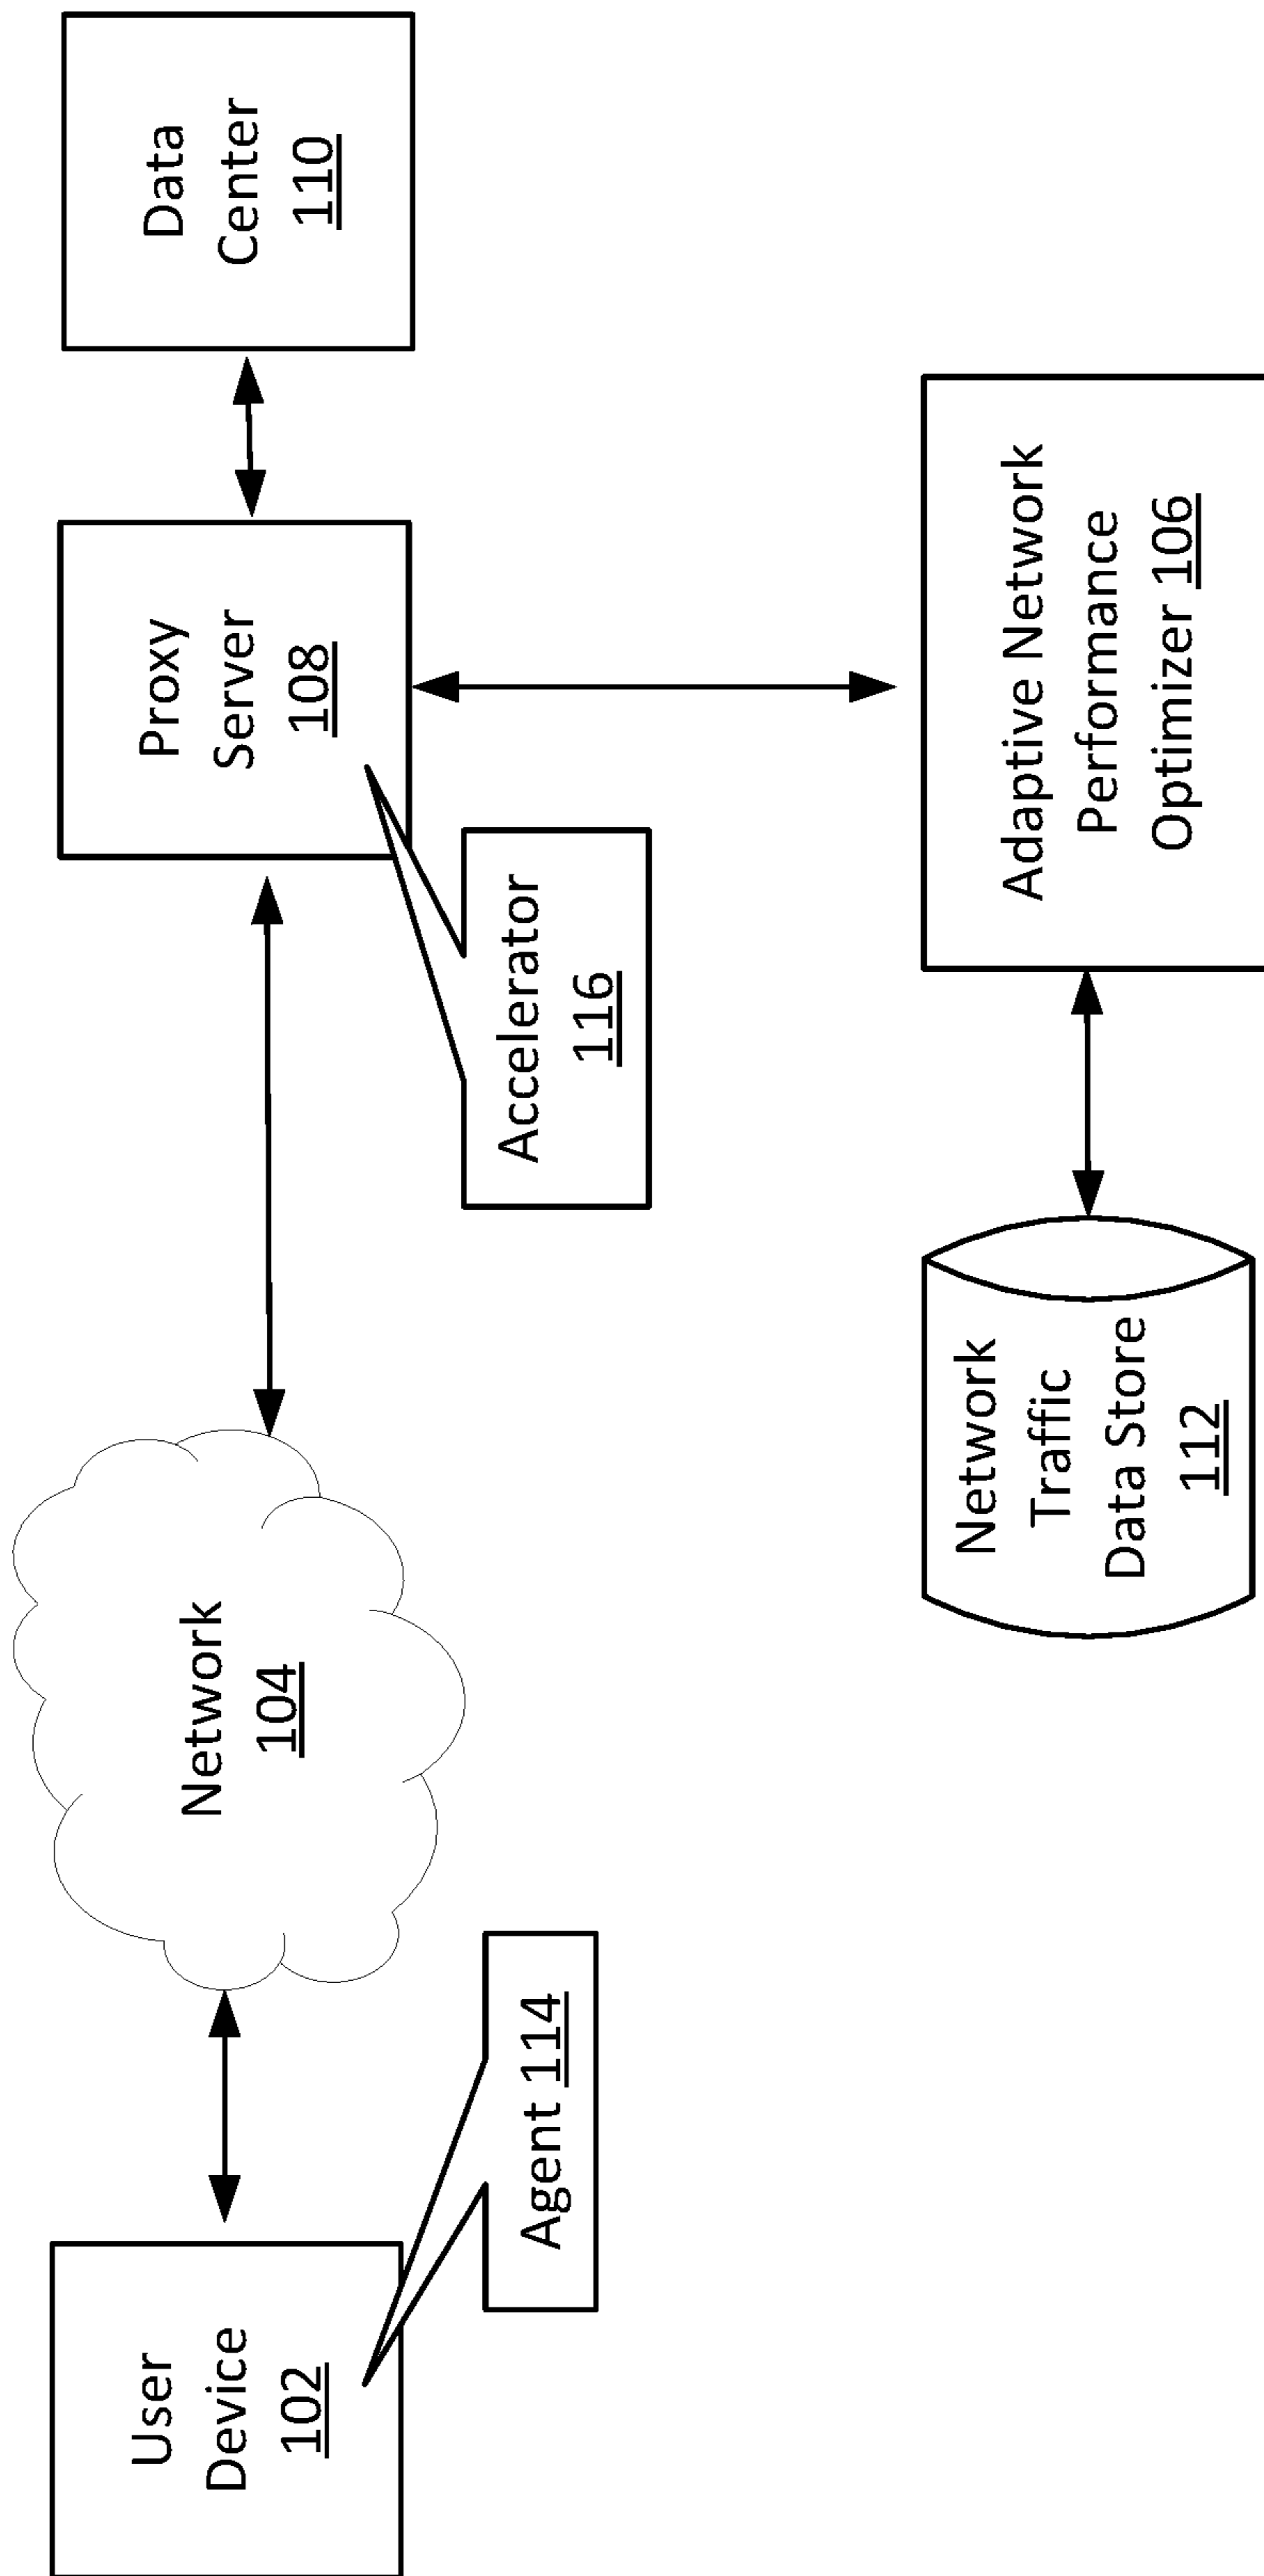 User
Device
102
Agent 114
Network
104
Accelerator
116
Proxy
Server
108
Data
Center
110
Network
Traffic
Data Store
112
Adaptive Network
Performance
Optimizer 106